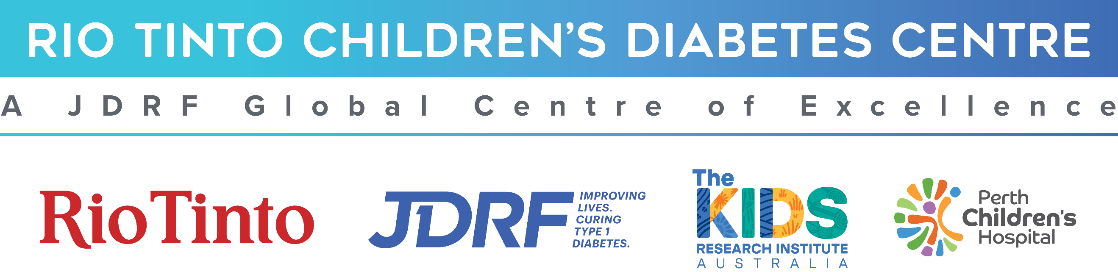 RIO TINTO CHILDREN'S DIABETES CENTRE
A JDRF Global Centre of Excellence
RioTinto
JDRF
IMPROVING
LIVES.
CURING
TYPE 1
DIABETES.
The
KIDS
RESEARCH INSTITUTE
AUSTRALIA
Perth
Children's
Hospital